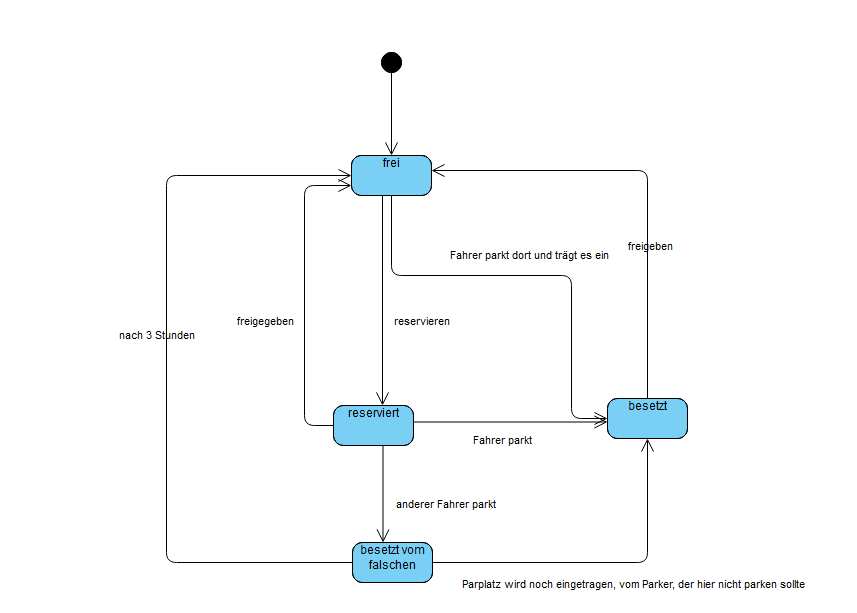 frei
Fahrer parkt dort und trägt es ein
freigeben
freigegeben
reservieren
nach 3 Stunden
reserviert
besetzt
Fahrer parkt
anderer Fahrer parkt
besetzt vom
falschen
Parplatz wird noch eingetragen, vom Parker, der hier nicht parken sollte